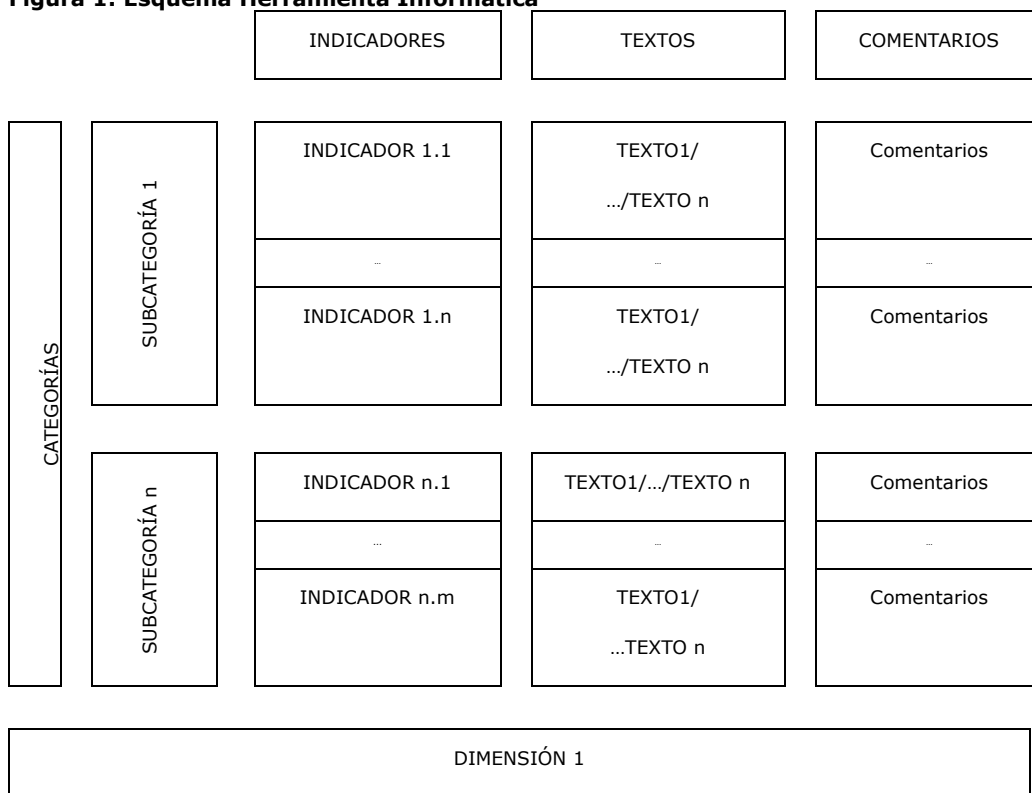 Figura 1: Esquema Herramienta Informática
INDICADORES
TEXTOS
COMENTARIOS
CATEGORÍAS
SUBCATEGORÍA 1
INDICADOR 1.1
TEXTO1/
…/TEXTO n
Comentarios
…
…
…
INDICADOR 1.n
TEXTO1/
…/TEXTO n
Comentarios
SUBCATEGORÍA n
INDICADOR n.1
TEXTO1/…/TEXTO n
Comentarios
…
…
…
INDICADOR n.m
TEXTO1/
…TEXTO n
Comentarios
DIMENSIÓN 1